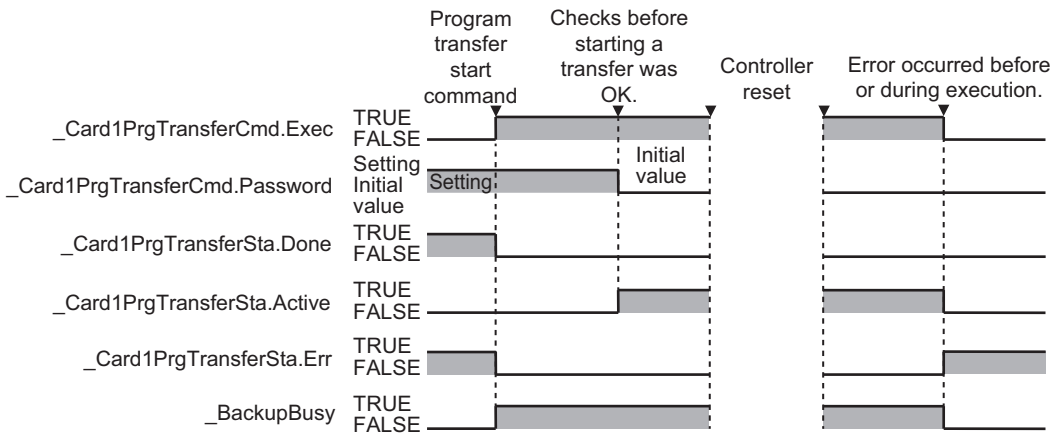 Program
transfer
start
command
Checks before
starting a
transfer was
OK.
Controller
reset
Error occurred before
or during execution.
_Card1PrgTransferCmd.Exec
TRUE
FALSE
_Card1PrgTransferCmd.Password
Setting
Initial
value
Setting
Initial
value
_Card1PrgTransferSta.Done
TRUE
FALSE
_Card1PrgTransferSta.Active
TRUE
FALSE
_Card1PrgTransferSta.Err
TRUE
FALSE
_BackupBusy
TRUE
FALSE